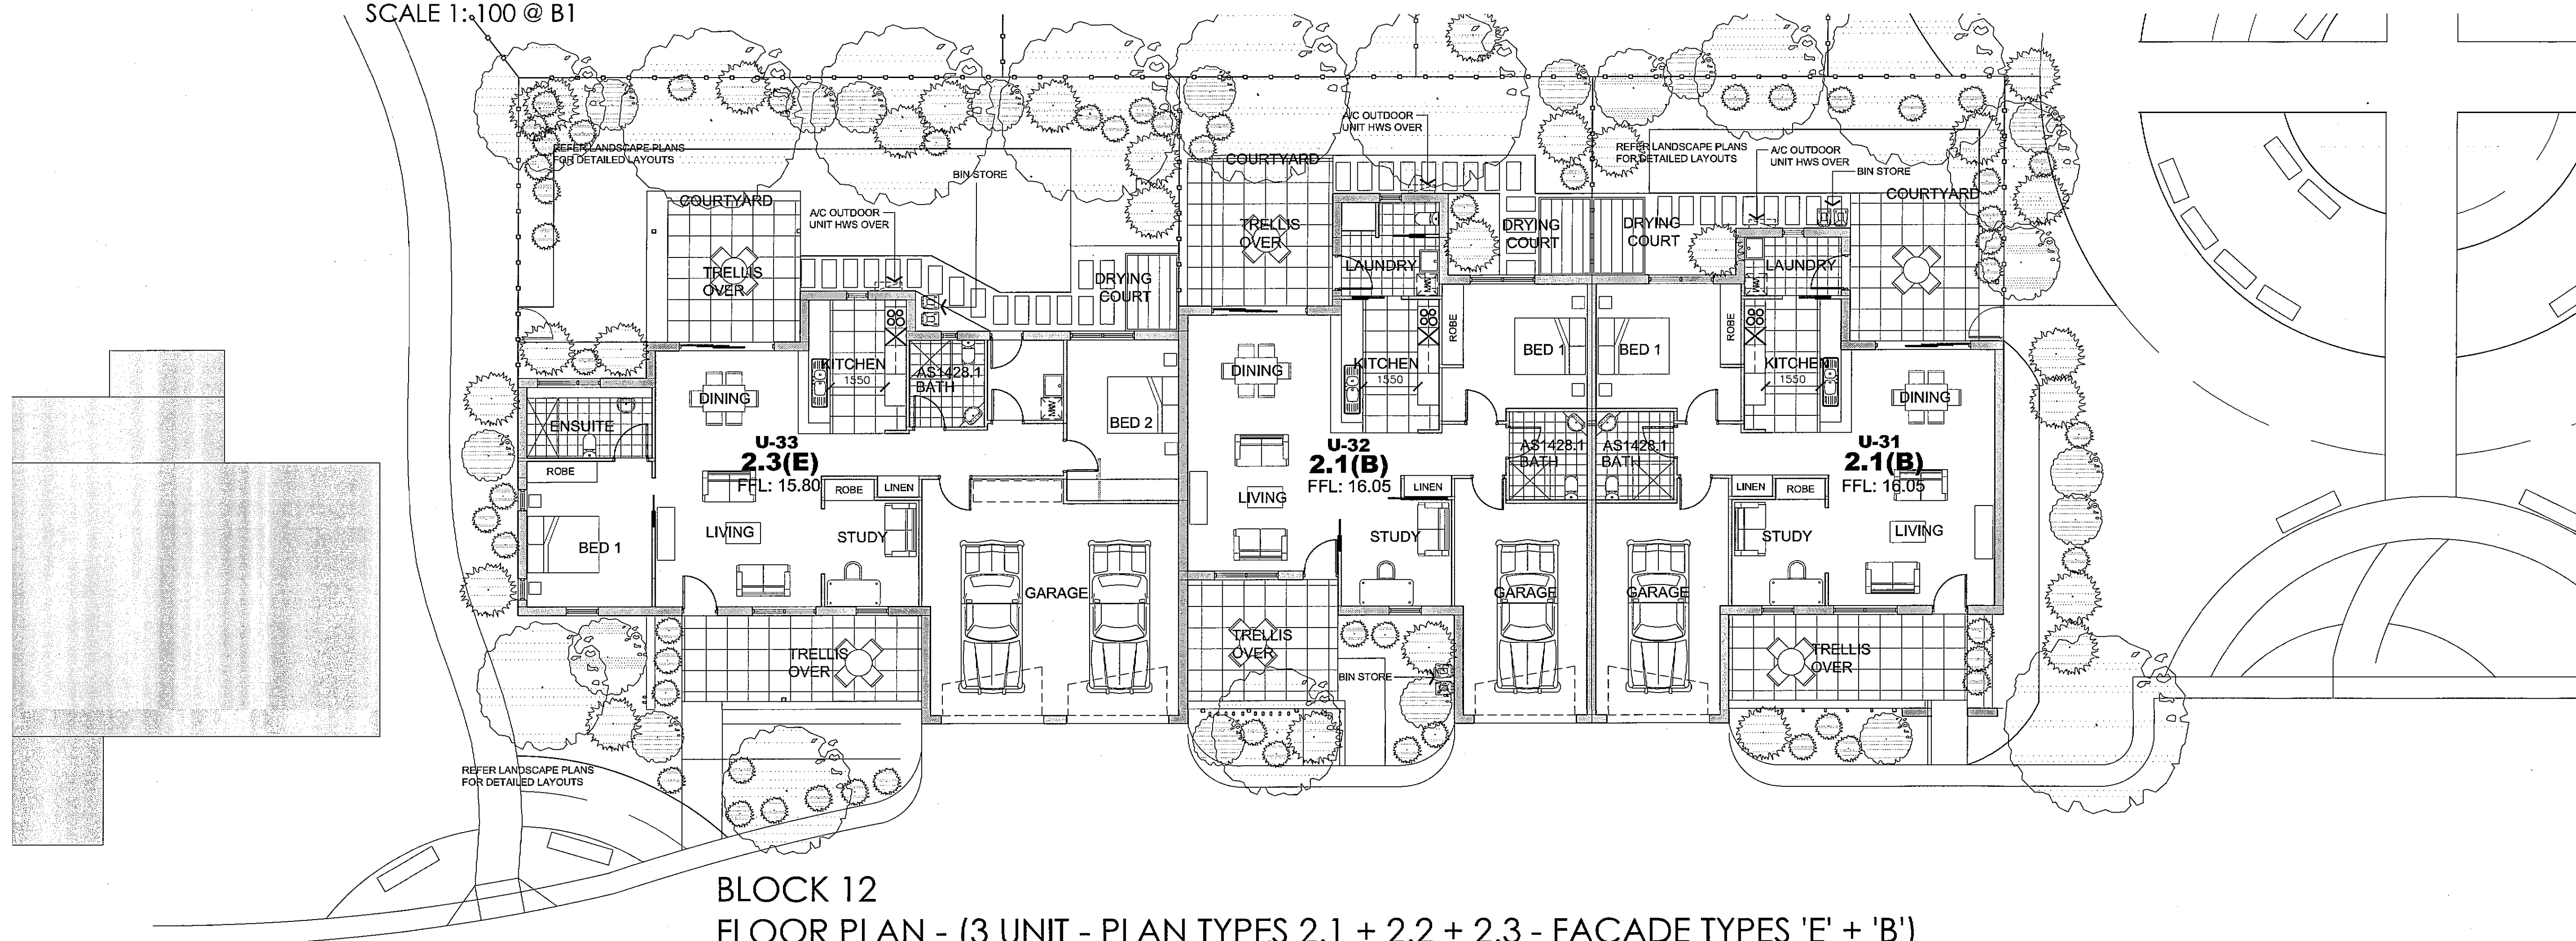 SCALE 1: 100 @ B1
REFER LANDSCAPE PLANS
FOR DETAILED LAYOUTS
COURTYARD
TRELLIS
OVER
A/C OUTDOOR
UNIT HWS OVER
BIN STORE
DRYING
COURT
KITCHEN
1550
AS1428.1
BATH
MW
DINING
ENSUITE
ROBE
BED 2
U-33
2.3(E)
FFL: 15.80
ROBE
LINEN
LIVING
STUDY
BED 1
GARAGE
TRELLIS
OVER
REFER LANDSCAPE PLANS
FOR DETAILED LAYOUTS
A/C OUTDOOR
UNIT HWS OVER
COURTYARD
TRELLIS
OVER
DRYING
COURT
LAUNDRY
MW
ROBE
BED 1
KITCHEN
1550
DINING
AS1428.1
BATH
U-32
2.1(B)
FFL: 16.05
LINEN
LIVING
STUDY
GARAGE
TRELLIS
OVER
BIN STORE
REFER LANDSCAPE PLANS
FOR DETAILED LAYOUTS
A/C OUTDOOR
UNIT HWS OVER
BIN STORE
COURTYARD
DRYING
COURT
LAUNDRY
MW
ROBE
BED 1
KITCHEN
1550
DINING
AS1428.1
BATH
U-31
2.1(B)
FFL: 16.05
LINEN
ROBE
LIVING
STUDY
GARAGE
TRELLIS
OVER
BLOCK 12
FLOOR PLAN - (3 UNIT - PLAN TYPES 2.1 + 2.2 + 2.3 - FACADE TYPES 'E' + 'B')